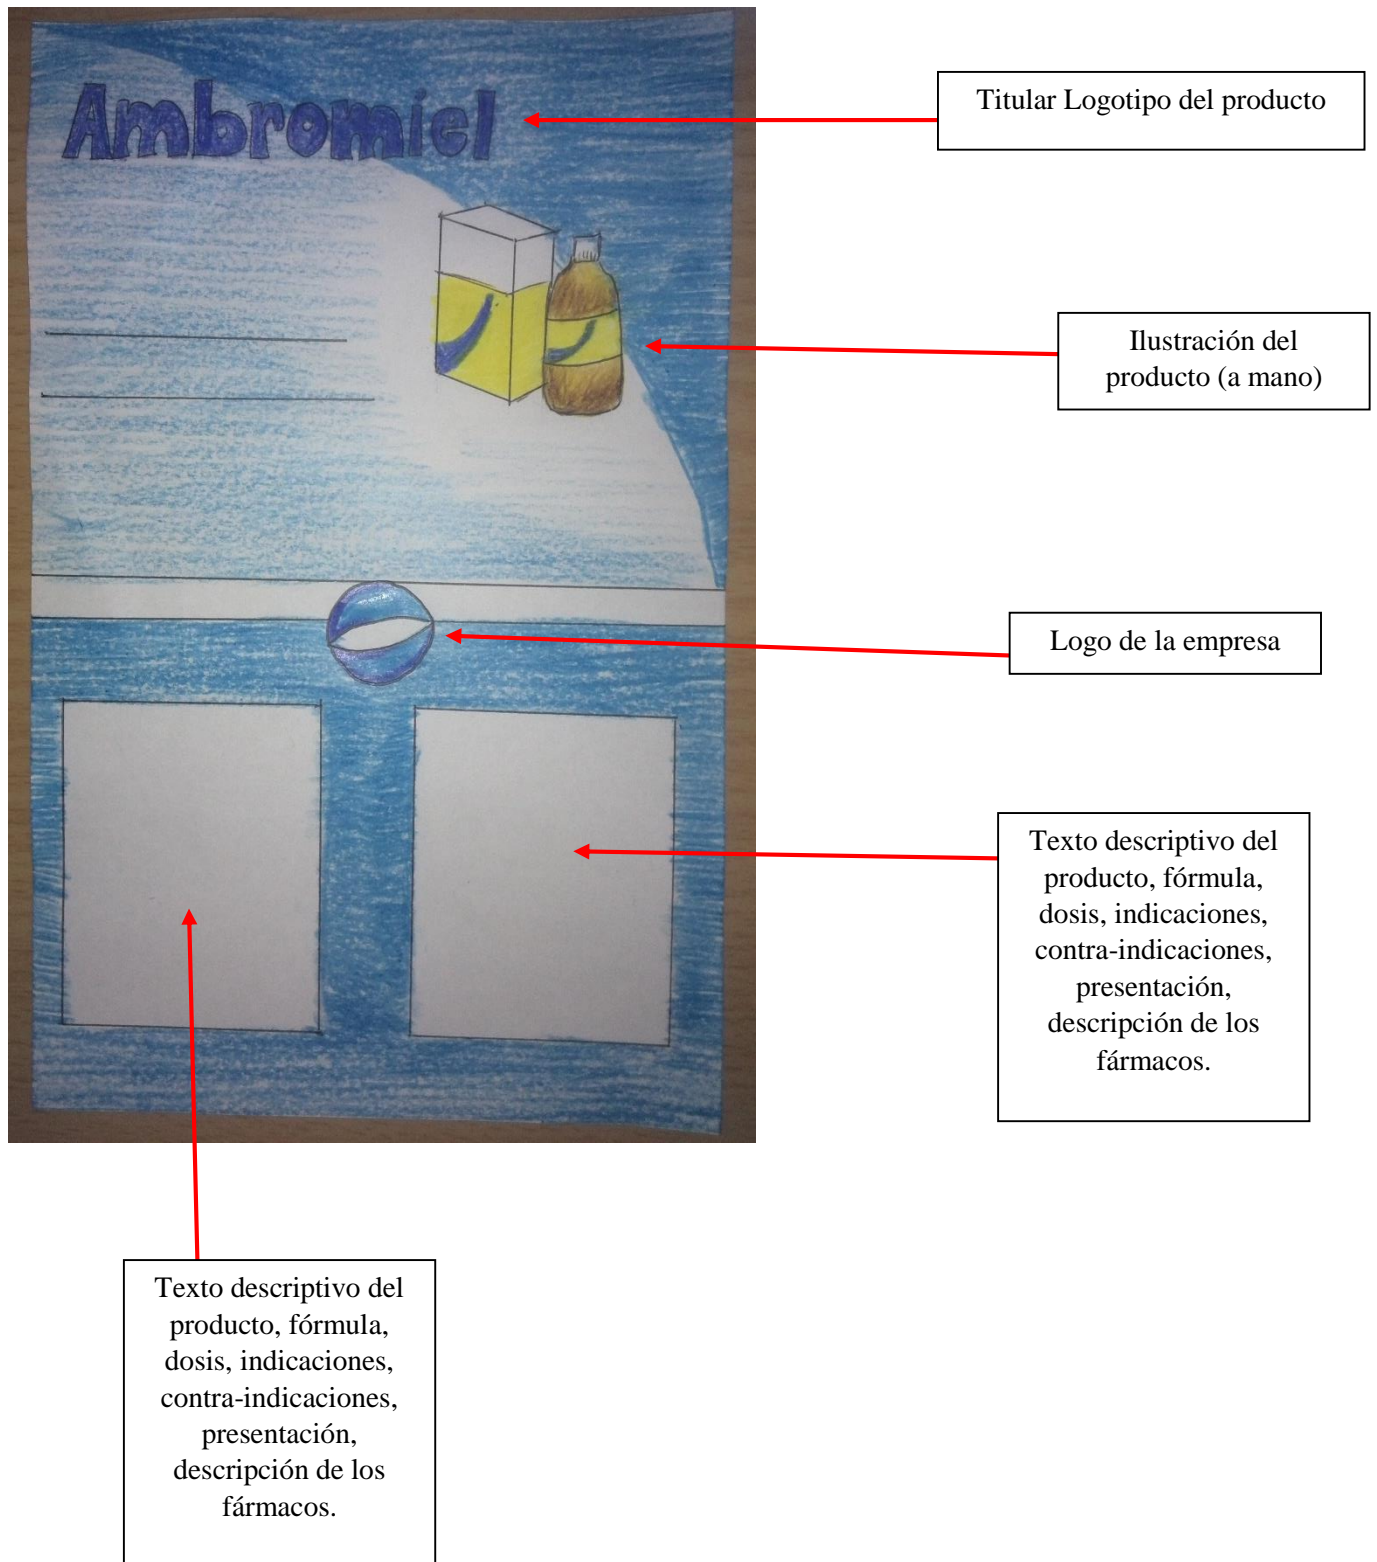 Ambromiel
Titular Logotipo del producto
Ilustración del
producto (a mano)
Logo de la empresa
Texto descriptivo del
producto, fórmula,
dosis, indicaciones,
contra-indicaciones,
presentación,
descripción de los
fármacos.
Texto descriptivo del
producto, fórmula,
dosis, indicaciones,
contra-indicaciones,
presentación,
descripción de los
fármacos.